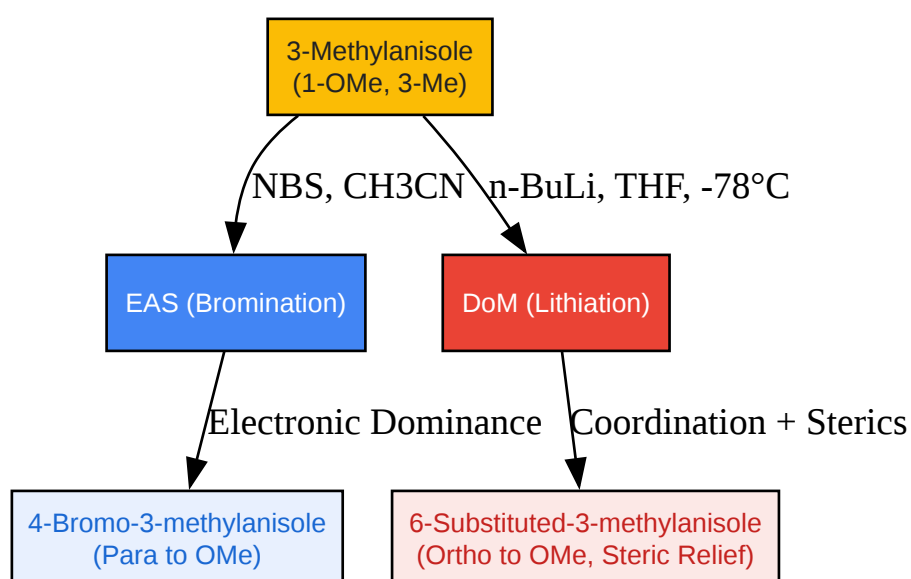 3-Methylanisole
(1-OMe, 3-Me)
NBS, CH3CN
n-BuLi, THF, -78°C
EAS (Bromination)
DoM (Lithiation)
Electronic Dominance
Coordination + Sterics
4-Bromo-3-methylanisole
(Para to OMe)
6-Substituted-3-methylanisole
(Ortho to OMe, Steric Relief)